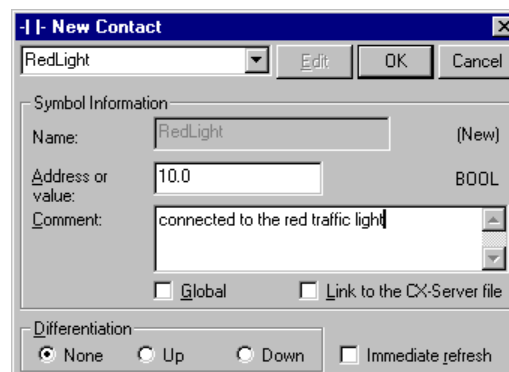 -| |- New Contact
RedLight Edit OK Cancel
Symbol Information
Name: RedLight (New)
Address or value: 10.0 BOOL
Comment: connected to the red traffic light
Global Link to the CX-Server file
Differentiation
None Up Down Immediate refresh